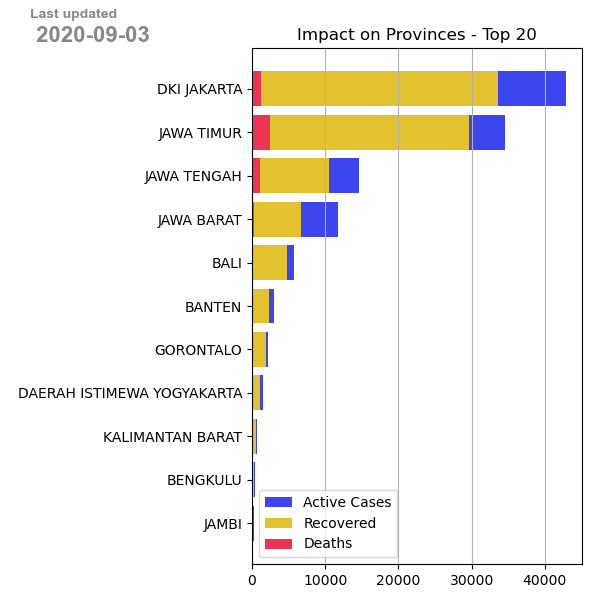 Last updated
2020-09-03
Impact on Provinces - Top 20
DKI JAKARTA
JAWA TIMUR
JAWA TENGAH
JAWA BARAT
BALI
BANTEN
GORONTALO
DAERAH ISTIMEWA YOGYAKARTA
KALIMANTAN BARAT
BENGKULU
JAMBI
Active Cases
Recovered
Deaths
0 10000 20000 30000 40000